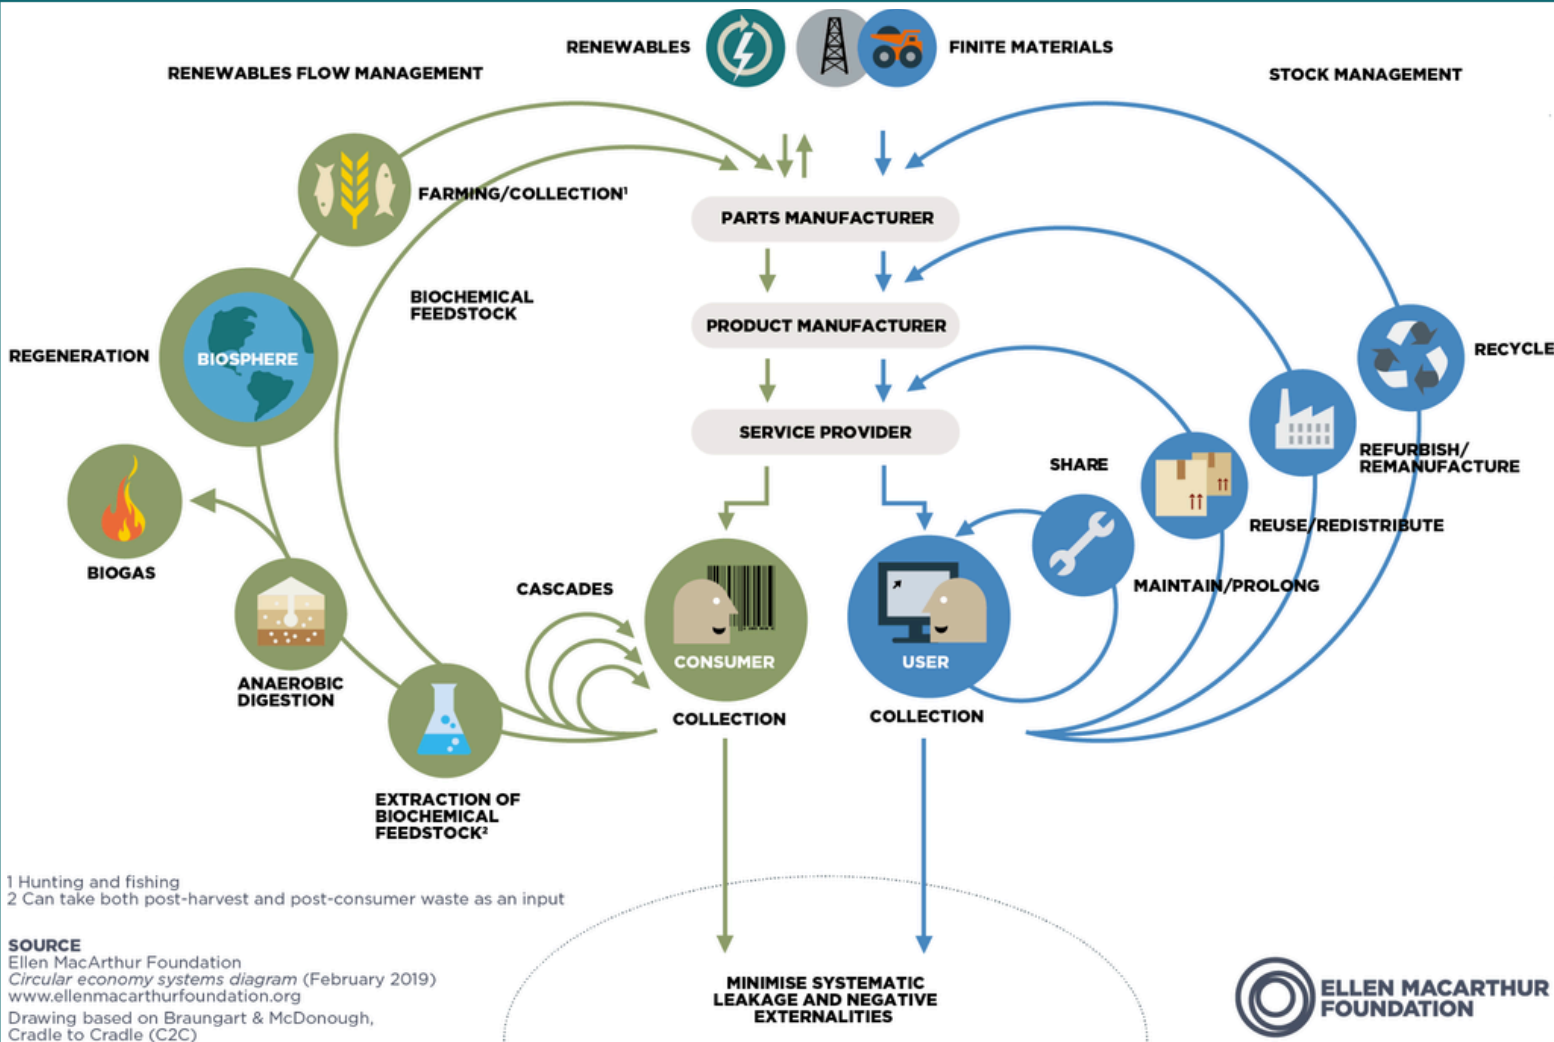 RENEWABLES
FINITE MATERIALS
RENEWABLES FLOW MANAGEMENT
STOCK MANAGEMENT
FARMING/COLLECTION¹
PARTS MANUFACTURER
BIOCHEMICAL
FEEDSTOCK
PRODUCT MANUFACTURER
REGENERATION
BIOSPHERE
RECYCLE
SERVICE PROVIDER
SHARE
REFURBISH/
REMANUFACTURE
REUSE/REDISTRIBUTE
BIOGAS
MAINTAIN/PROLONG
CASCADES
CONSUMER
USER
ANAEROBIC
DIGESTION
COLLECTION
COLLECTION
EXTRACTION OF
BIOCHEMICAL
FEEDSTOCK²
1 Hunting and fishing
2 Can take both post-harvest and post-consumer waste as an input
SOURCE
Ellen MacArthur Foundation
Circular economy systems diagram (February 2019)
www.ellenmacarthurfoundation.org
Drawing based on Braungart & McDonough,
Cradle to Cradle (C2C)
MINIMISE SYSTEMATIC
LEAKAGE AND NEGATIVE
EXTERNALITIES
ELLEN MACARTHUR
FOUNDATION